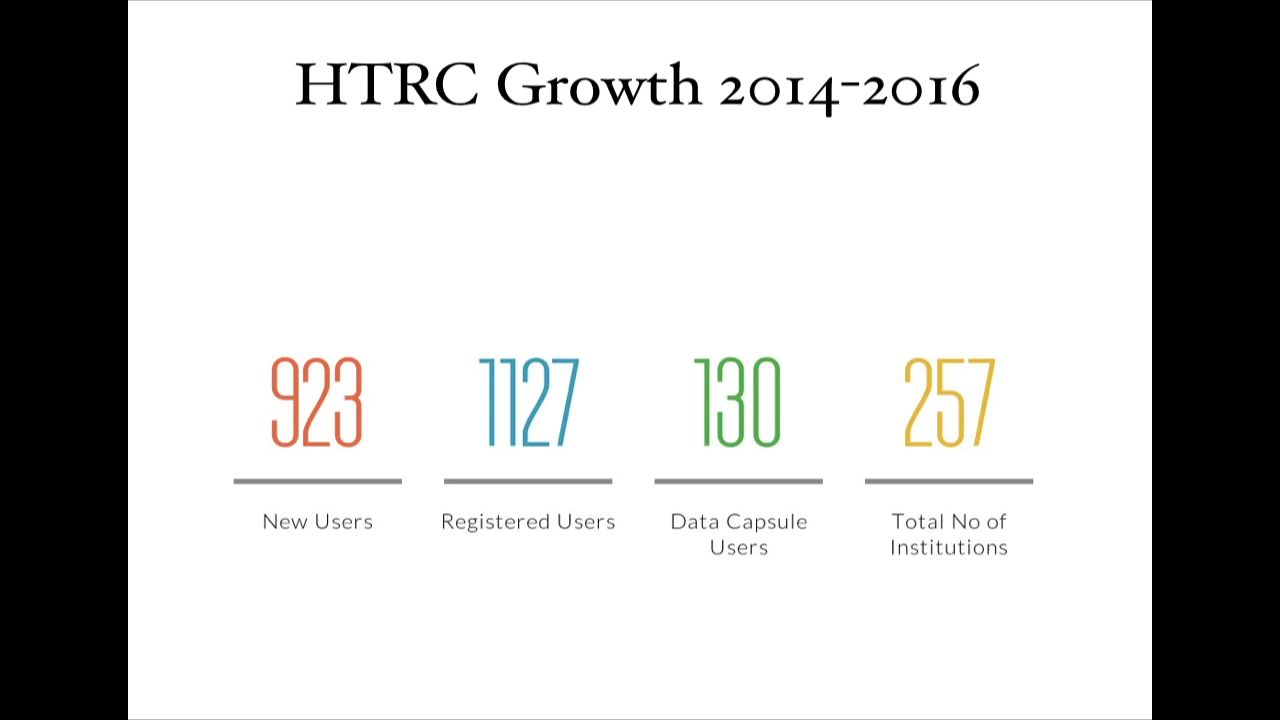 HTRC Growth 2014-2016
923
New Users
1127
Registered Users
130
Data Capsule
Users
257
Total No of
Institutions